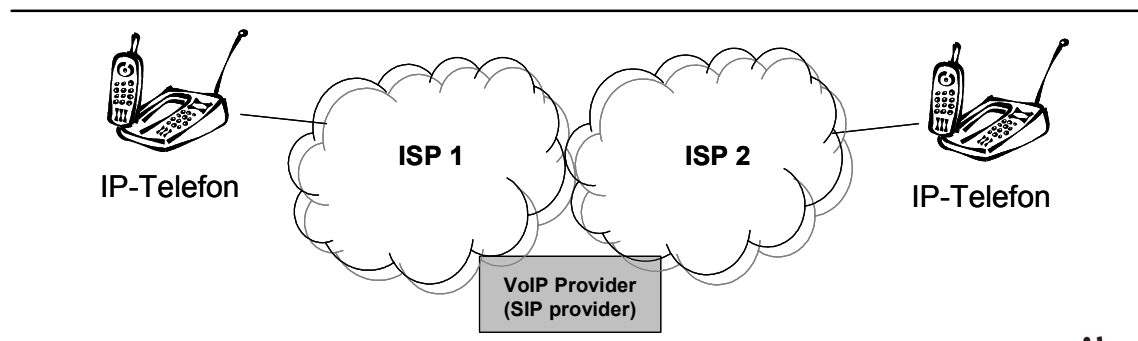 ISP 1
ISP 2
IP-Telefon
IP-Telefon
VoIP Provider
(SIP provider)